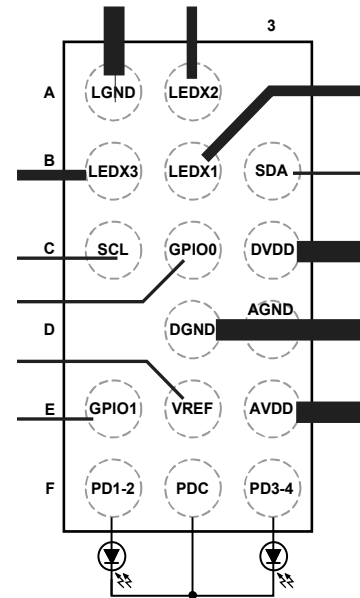 3
A LGND LEDX2
B LEDX3 LEDX1 SDA
C SCL GPIO0 DVDD
D DGND AGND
E GPIO1 VREF AVDD
F PD1-2 PDC PD3-4